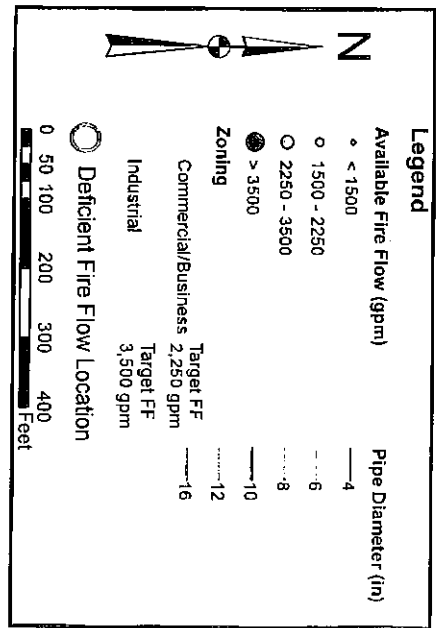 Legend
Available Fire Flow (gpm)
< 1500
1500 - 2250
2250 - 3500
> 3500
Pipe Diameter (in)
4
6
8
10
12
16
Zoning
Commercial/Business
Target FF
2,250 gpm
Industrial
Target FF
3,500 gpm
Deficient Fire Flow Location
0 50 100 200 300 400
Feet
N